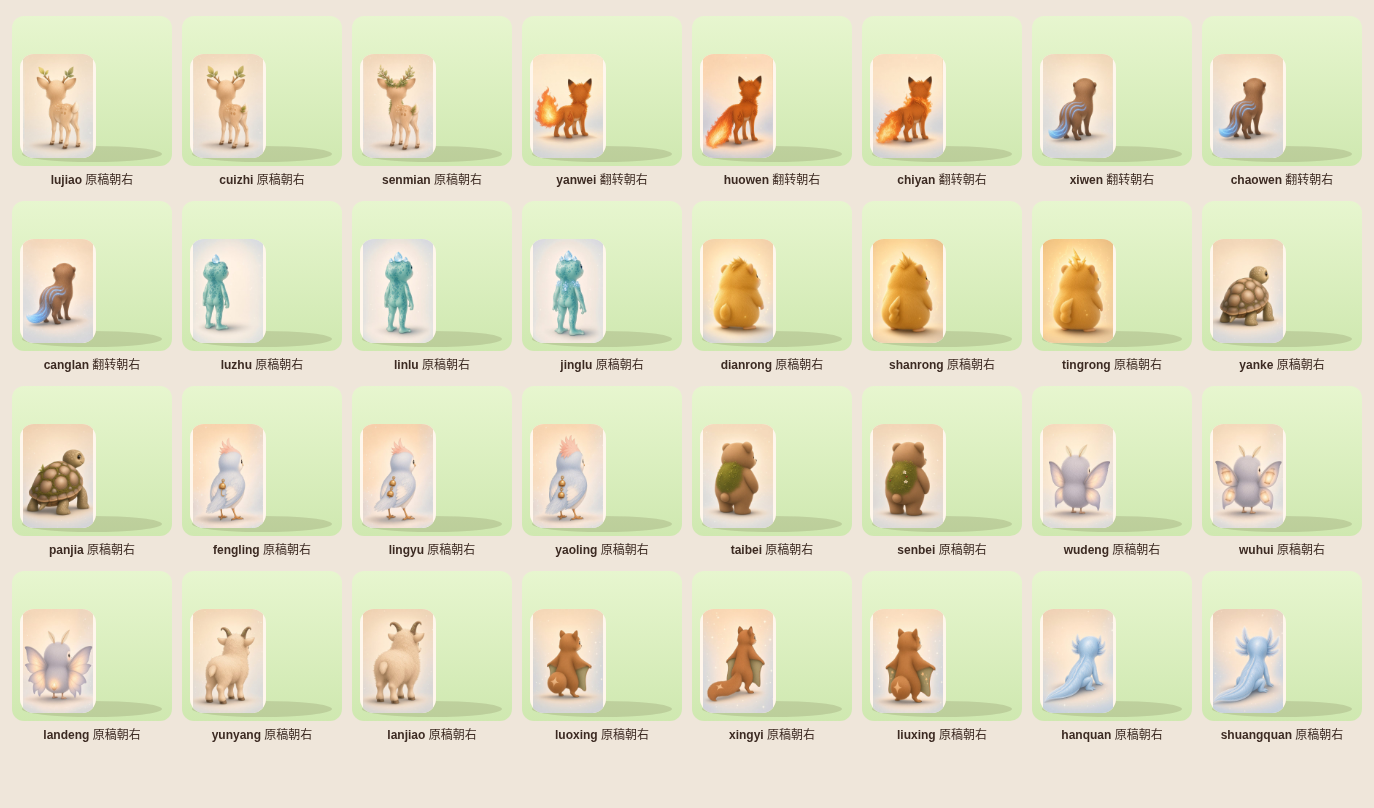 lujiao 原稿朝右
cuizhi 原稿朝右
senmian 原稿朝右
yanwei 翻转朝右
huowen 翻转朝右
chiyan 翻转朝右
xiwen 翻转朝右
chaowen 翻转朝右
canglan 翻转朝右
luzhu 原稿朝右
linlu 原稿朝右
jinglu 原稿朝右
dianrong 原稿朝右
shanrong 原稿朝右
tingrong 原稿朝右
yanke 原稿朝右
panjia 原稿朝右
fengling 原稿朝右
lingyu 原稿朝右
yaoling 原稿朝右
taibei 原稿朝右
senbei 原稿朝右
wudeng 原稿朝右
wuhui 原稿朝右
landeng 原稿朝右
yunyang 原稿朝右
lanjiao 原稿朝右
luoxing 原稿朝右
xingyi 原稿朝右
liuxing 原稿朝右
hanquan 原稿朝右
shuangquan 原稿朝右